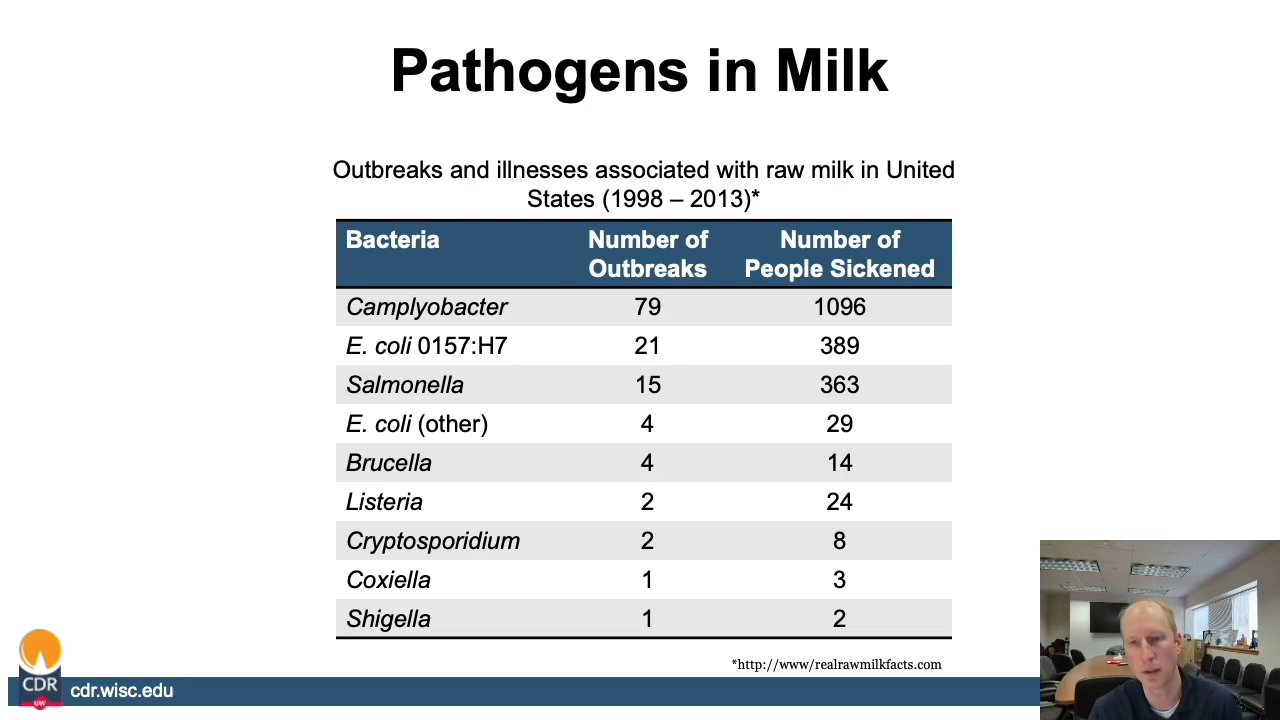 Pathogens in Milk
Outbreaks and illnesses associated with raw milk in United
States (1998 – 2013)*
Bacteria Number of Outbreaks Number of People Sickened
Camplyobacter 79 1096
E. coli 0157:H7 21 389
Salmonella 15 363
E. coli (other) 4 29
Brucella 4 14
Listeria 2 24
Cryptosporidium 2 8
Coxiella 1 3
Shigella 1 2
*http://www/realrawmilkfacts.com
CDR
UW
cdr.wisc.edu